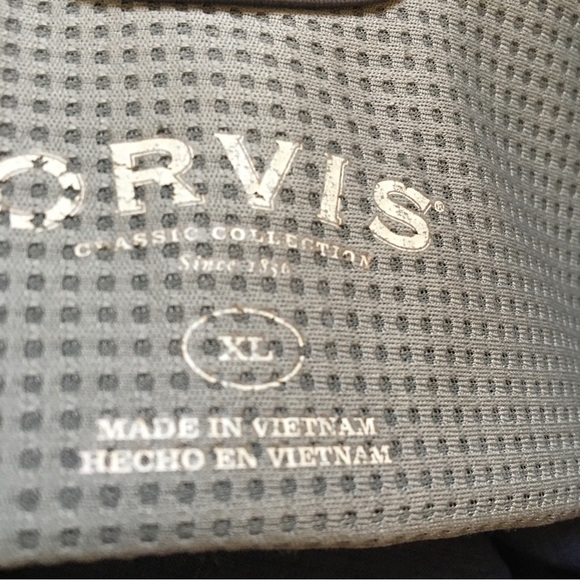 ORVIS®
CLASSIC COLLECTION
Since 1856
XL
MADE IN VIETNAM
HECHO EN VIETNAM